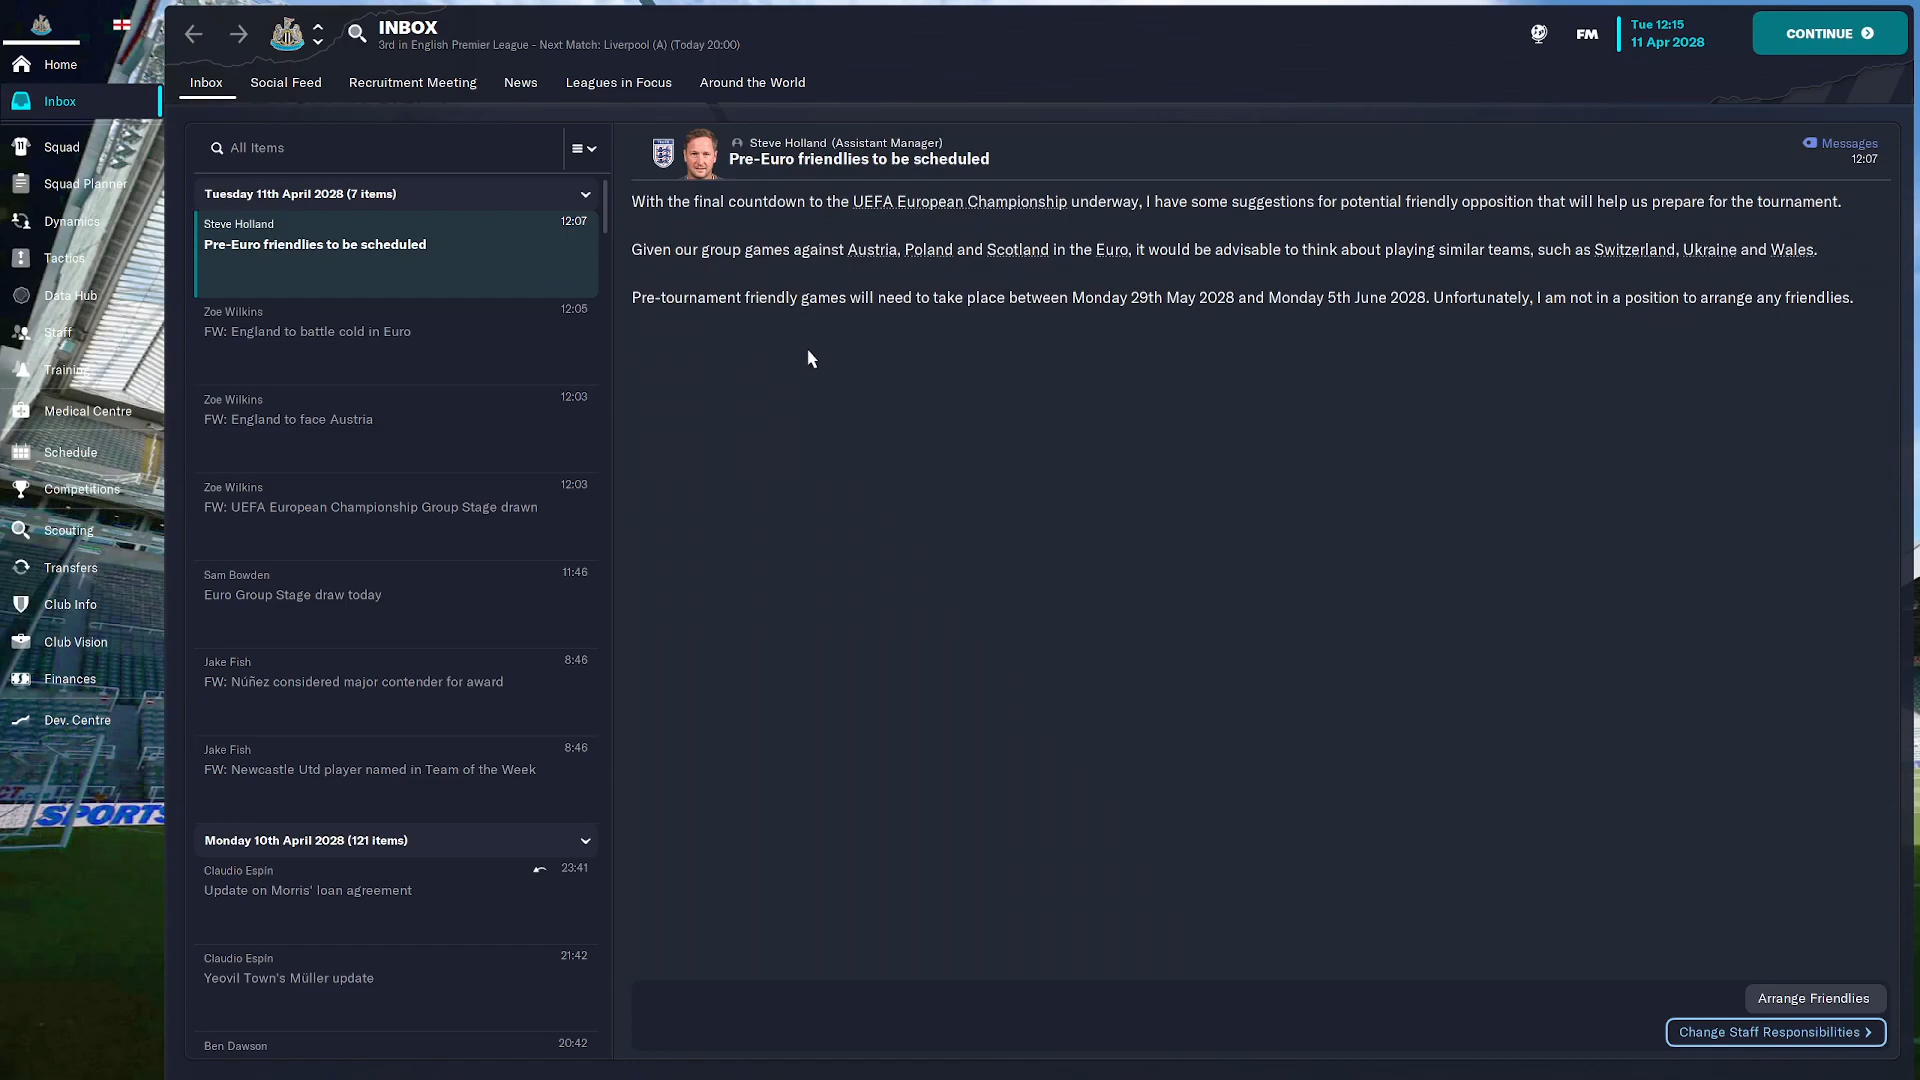 INBOX
3rd in English Premier League - Next Match: Liverpool (A) (Today 20:00)
FM
Tue 12:15
11 Apr 2028
CONTINUE
Home
Inbox
Squad
Squad Planner
Dynamics
Tactics
Data Hub
Staff
Training
Medical Centre
Schedule
Competitions
Scouting
Transfers
Club Info
Club Vision
Finances
Dev. Centre
SPORTS
Inbox
Social Feed
Recruitment Meeting
News
Leagues in Focus
Around the World
All Items
Tuesday 11th April 2028 (7 items)
Steve Holland
12:07
Pre-Euro friendlies to be scheduled
Zoe Wilkins
12:05
FW: England to battle cold in Euro
Zoe Wilkins
12:03
FW: England to face Austria
Zoe Wilkins
12:03
FW: UEFA European Championship Group Stage drawn
Sam Bowden
11:46
Euro Group Stage draw today
Jake Fish
8:46
FW: Núñez considered major contender for award
Jake Fish
8:46
FW: Newcastle Utd player named in Team of the Week
Monday 10th April 2028 (121 items)
Claudio Espín
23:41
Update on Morris' loan agreement
Claudio Espín
21:42
Yeovil Town's Müller update
Ben Dawson
20:42
Steve Holland (Assistant Manager)
Pre-Euro friendlies to be scheduled
Messages
12:07
With the final countdown to the UEFA European Championship underway, I have some suggestions for potential friendly opposition that will help us prepare for the tournament.
Given our group games against Austria, Poland and Scotland in the Euro, it would be advisable to think about playing similar teams, such as Switzerland, Ukraine and Wales.
Pre-tournament friendly games will need to take place between Monday 29th May 2028 and Monday 5th June 2028. Unfortunately, I am not in a position to arrange any friendlies.
Arrange Friendlies
Change Staff Responsibilities